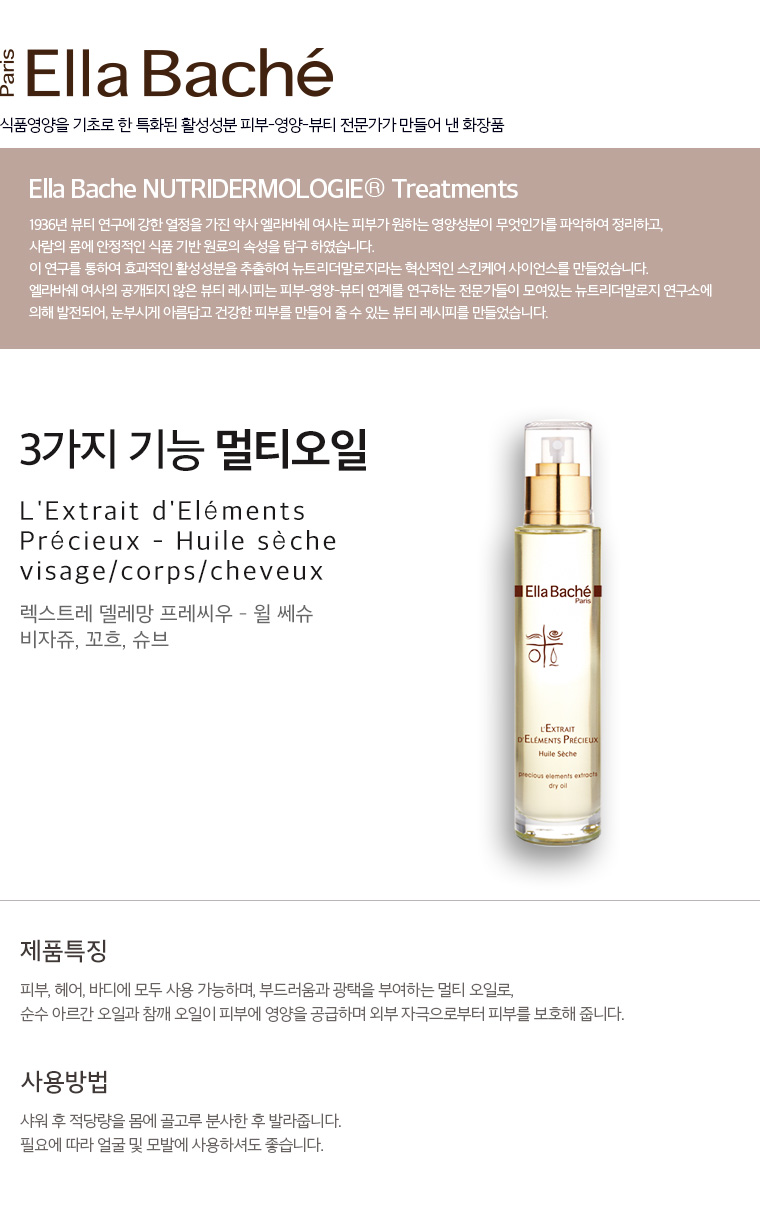 Paris
Ella Baché
식품영양을 기초로 한 특화된 활성성분 피부-영양-뷰티 전문가가 만들어 낸 화장품
Ella Bache NUTRIDERMOLOGIE® Treatments
1936년 뷰티 연구에 강한 열정을 가진 약사 엘라바쉐 여사는 피부가 원하는 영양성분이 무엇인가를 파악하여 정리하고,
사람의 몸에 안정적인 식품 기반 원료의 속성을 탐구 하였습니다.
이 연구를 통하여 효과적인 활성성분을 추출하여 뉴트리더말로지라는 혁신적인 스킨케어 사이언스를 만들었습니다.
엘라바쉐 여사의 공개되지 않은 뷰티 레시피는 피부-영양-뷰티 연계를 연구하는 전문가들이 모여있는 뉴트리더말로지 연구소에
의해 발전되어, 눈부시게 아름답고 건강한 피부를 만들어 줄 수 있는 뷰티 레시피를 만들었습니다.
3가지 기능 멀티오일
L'Extrait d'Eléments
Précieux - Huile sèche
visage/corps/cheveux
렉스트레 델레망 프레씨우 - 윌 쎄슈
비자쥬, 꼬흐, 슈브
Ella Baché
Paris
L'Extrait
d'Eléments Précieux
Huile Sèche
precious elements extracts
dry oil
제품특징
피부, 헤어, 바디에 모두 사용 가능하며, 부드러움과 광택을 부여하는 멀티 오일로,
순수 아르간 오일과 참깨 오일이 피부에 영양을 공급하며 외부 자극으로부터 피부를 보호해 줍니다.
사용방법
샤워 후 적당량을 몸에 골고루 분사한 후 발라줍니다.
필요에 따라 얼굴 및 모발에 사용하셔도 좋습니다.